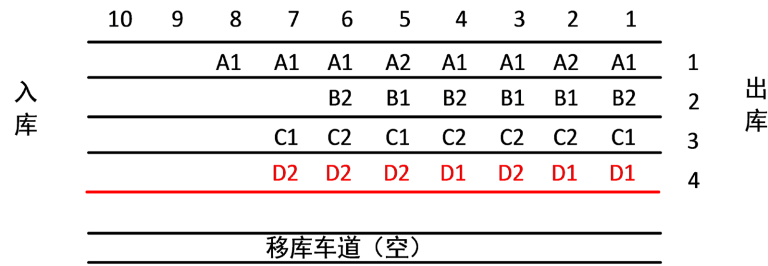 10 9 8 7 6 5 4 3 2 1
A1 A1 A1 A2 A1 A1 A2 A1 1
入库 B2 B1 B2 B1 B1 B2 2 出库
C1 C2 C1 C2 C2 C2 C1 3
D2 D2 D2 D1 D2 D1 D1 4
移库车道（空）